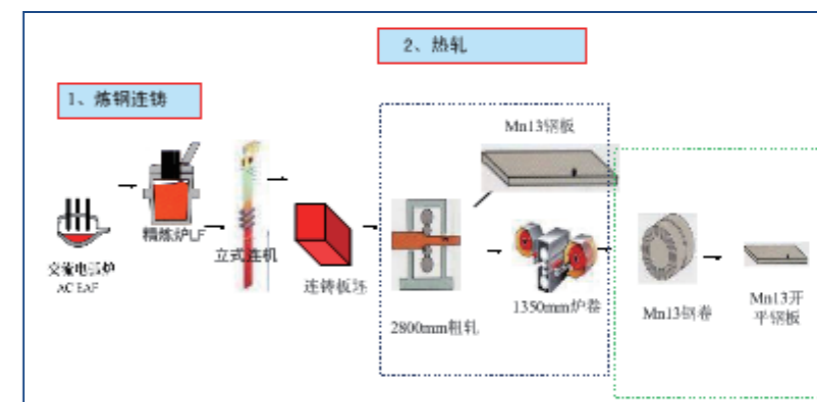 2、热轧
1、炼钢连铸
Mn13钢板
精炼炉LF
立式连机
交流电弧炉
AC EAF
连铸板坯
2800mm粗轧
1350mm炉卷
Mn13钢卷
Mn13开
平钢板